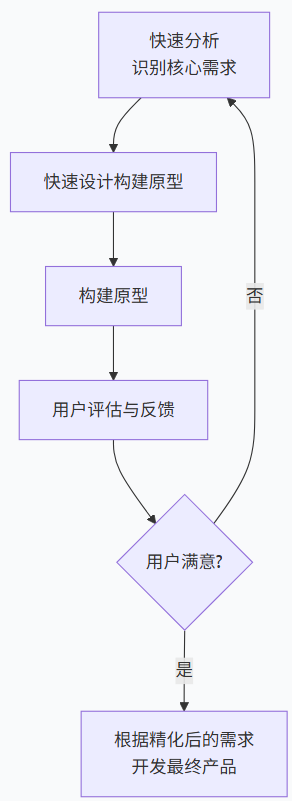 快速分析
识别核心需求
快速设计构建原型
构建原型
用户评估与反馈
否
用户满意?
是
根据精化后的需求
开发最终产品